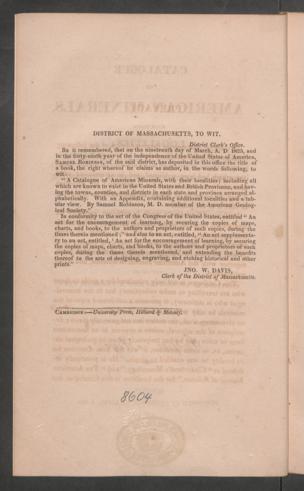 DISTRICT OF MASSACHUSETTS, TO WIT.
District Clerk's Office.
BE it remembered, that on the nineteenth day of March, A. D. 1825, and
in the forty-ninth year of the independence of the United States of America,
SAMUEL ROBINSON, of the said district, has deposited in this office the title of
a book, the right whereof he claims as author, in the words following, to
wit:
"A Catalogue of American Minerals, with their localities; including all
which are known to exist in the United States and British Provinces, and hav-
ing the towns, counties, and districts in each state and province arranged al-
phabetically. With an Appendix, containing additional localities and a tab-
ular view. By Samuel Robinson, M. D. member of the American Geolog-
ical Society."
In conformity to the act of the Congress of the United States, entitled "An
act for the encouragement of learning, by securing the copies of maps,
charts, and books, to the authors and proprietors of such copies, during the
times therein mentioned;" and also to an act, entitled, "An act supplementa-
ry to an act, entitled, 'An act for the encouragement of learning, by securing
the copies of maps, charts, and books, to the authors and proprietors of such
copies, during the times therein mentioned, and extending the benefits
thereof to the arts of designing, engraving, and etching historical and other
prints."
JNO. W. DAVIS,
Clerk of the District of Massachusetts.
CAMBRIDGE:—University Press, Hilliard & Metcalf.
8604